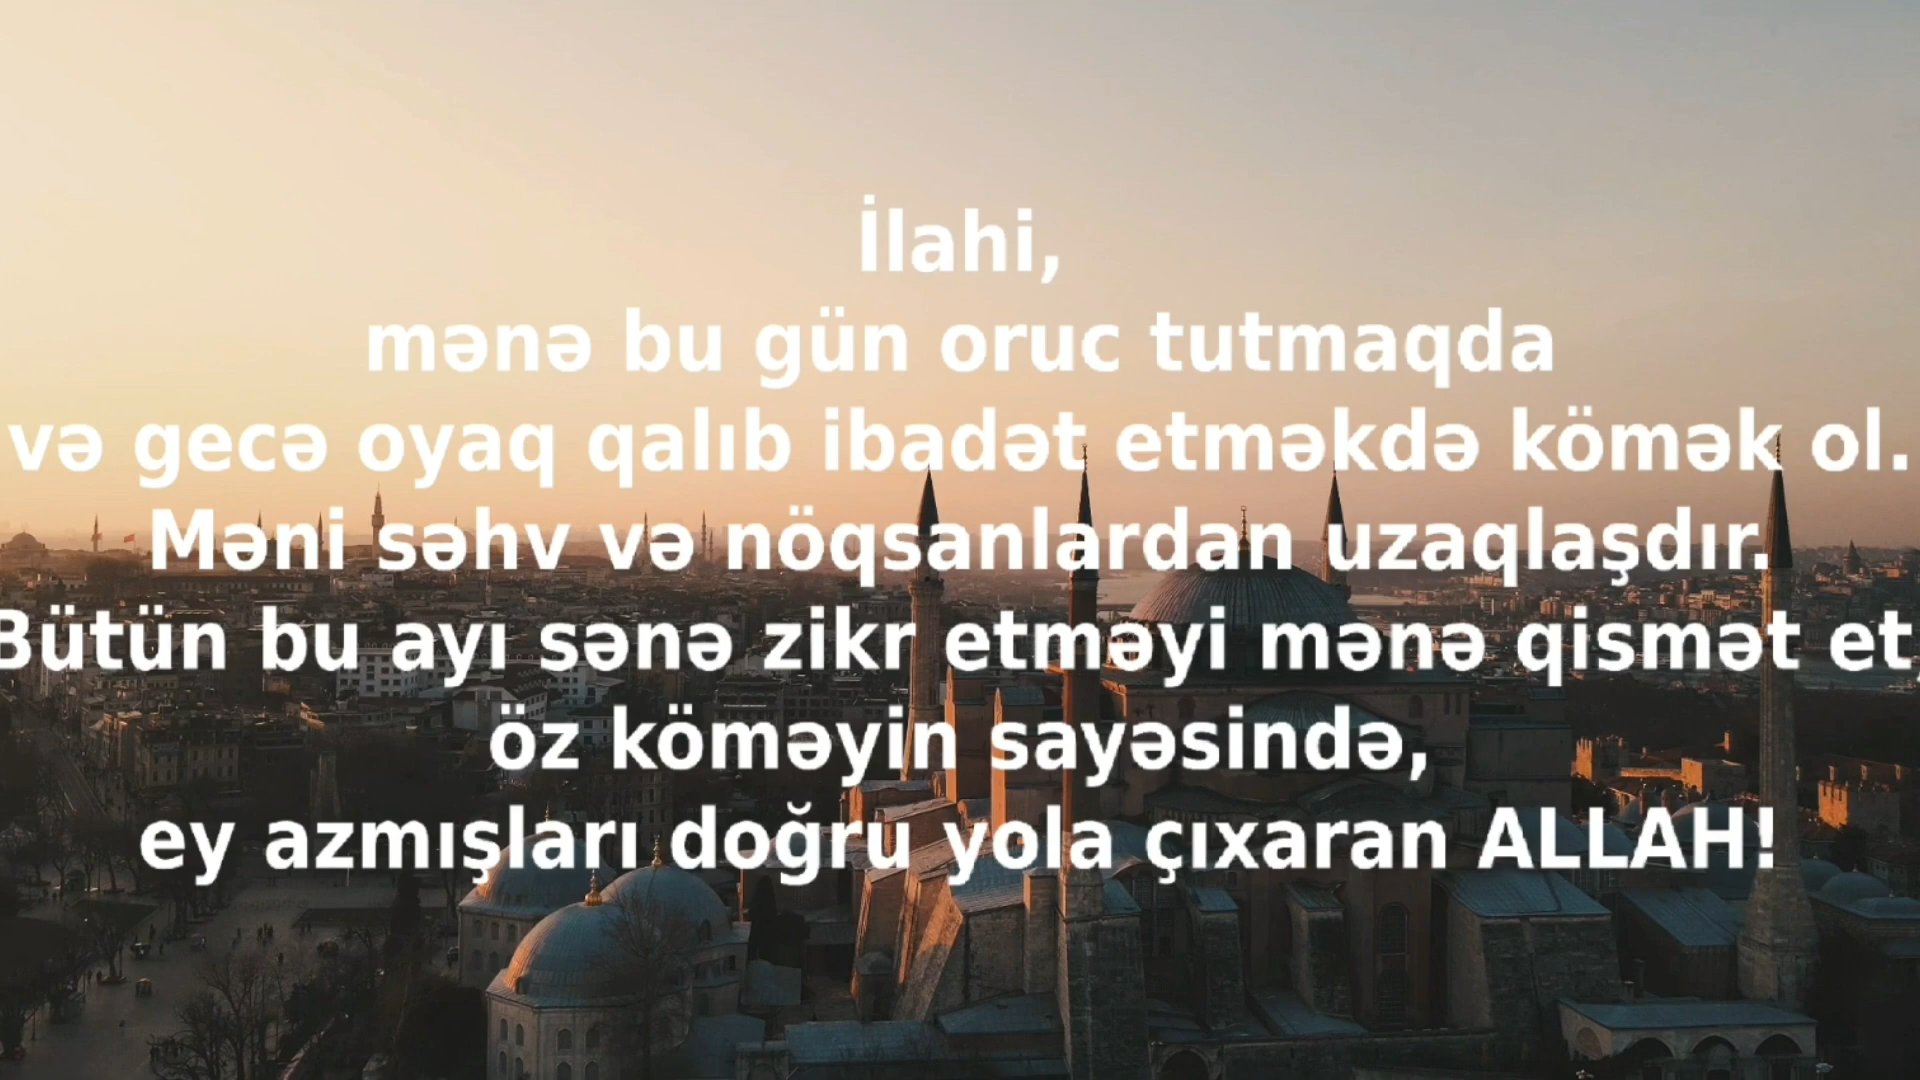 İlahi,
mənə bu gün oruc tutmaqda
və gecə oyaq qalıb ibadət etməkdə kömək ol.
Məni səhv və nöqsanlardan uzaqlaşdır.
Bütün bu ayı sənə zikr etməyi mənə qismət et,
öz köməyin sayəsində,
ey azmışları doğru yola çıxaran ALLAH!